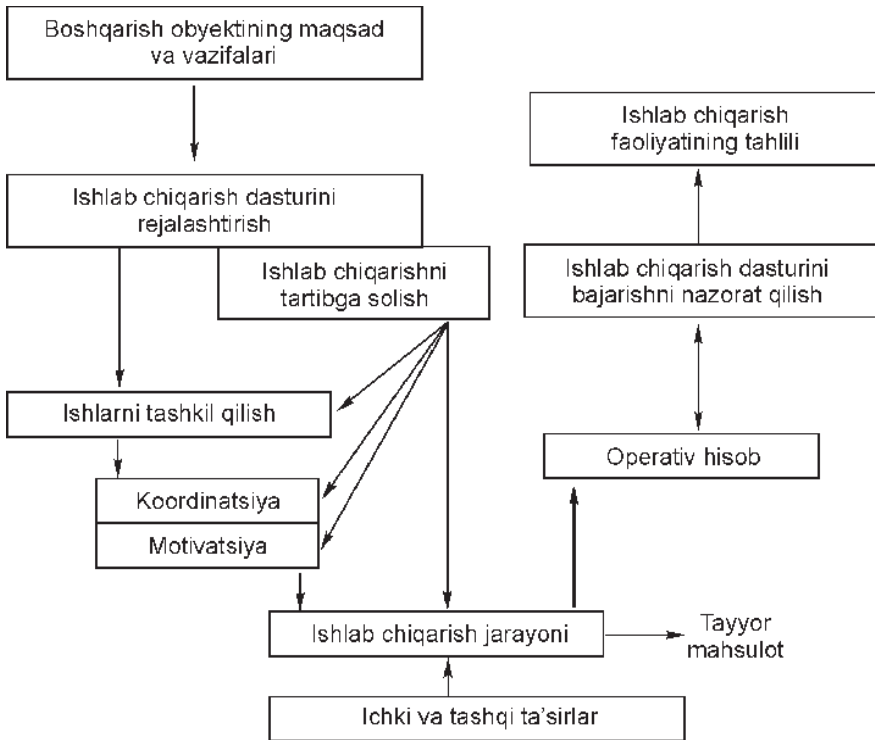 Boshqarish obyektining maqsad
va vazifalari
Ishlab chiqarish
faoliyatining tahlili
Ishlab chiqarish dasturini
rejalashtirish
Ishlab chiqarishni
tartibga solish
Ishlab chiqarish dasturini
bajarishni nazorat qilish
Ishlarni tashkil qilish
Operativ hisob
Koordinatsiya
Motivatsiya
Ishlab chiqarish jarayoni
Tayyor
mahsulot
Ichki va tashqi ta’sirlar